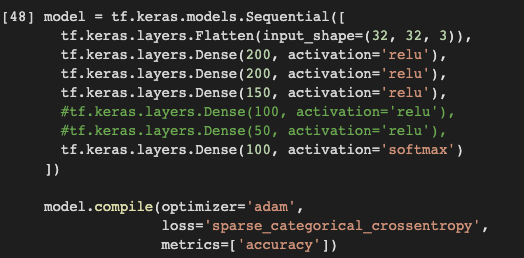 [48] model = tf.keras.models.Sequential([
tf.keras.layers.Flatten(input_shape=(32, 32, 3)),
tf.keras.layers.Dense(200, activation='relu'),
tf.keras.layers.Dense(200, activation='relu'),
tf.keras.layers.Dense(150, activation='relu'),
#tf.keras.layers.Dense(100, activation='relu'),
#tf.keras.layers.Dense(50, activation='relu'),
tf.keras.layers.Dense(100, activation='softmax')
])
model.compile(optimizer='adam',
loss='sparse_categorical_crossentropy',
metrics=['accuracy'])